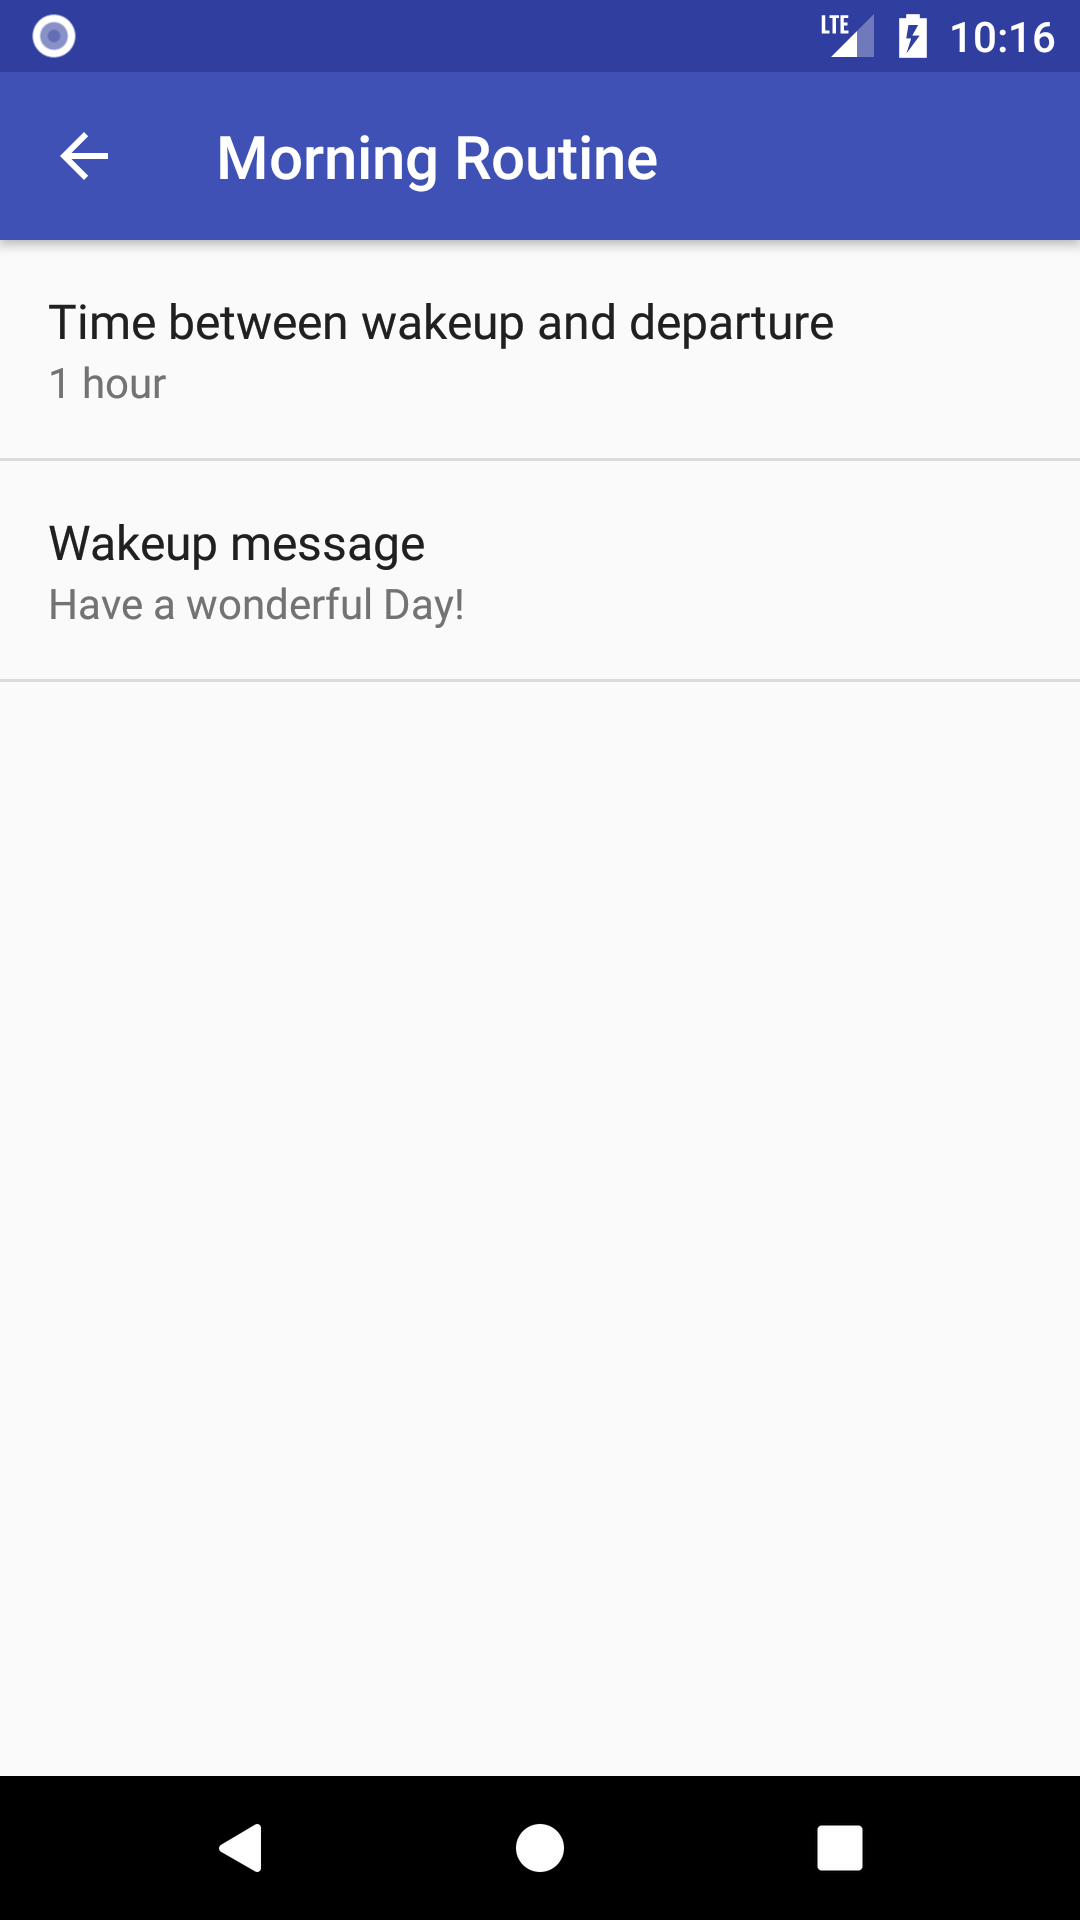 LTE 10:16
Morning Routine
Time between wakeup and departure
1 hour
Wakeup message
Have a wonderful Day!